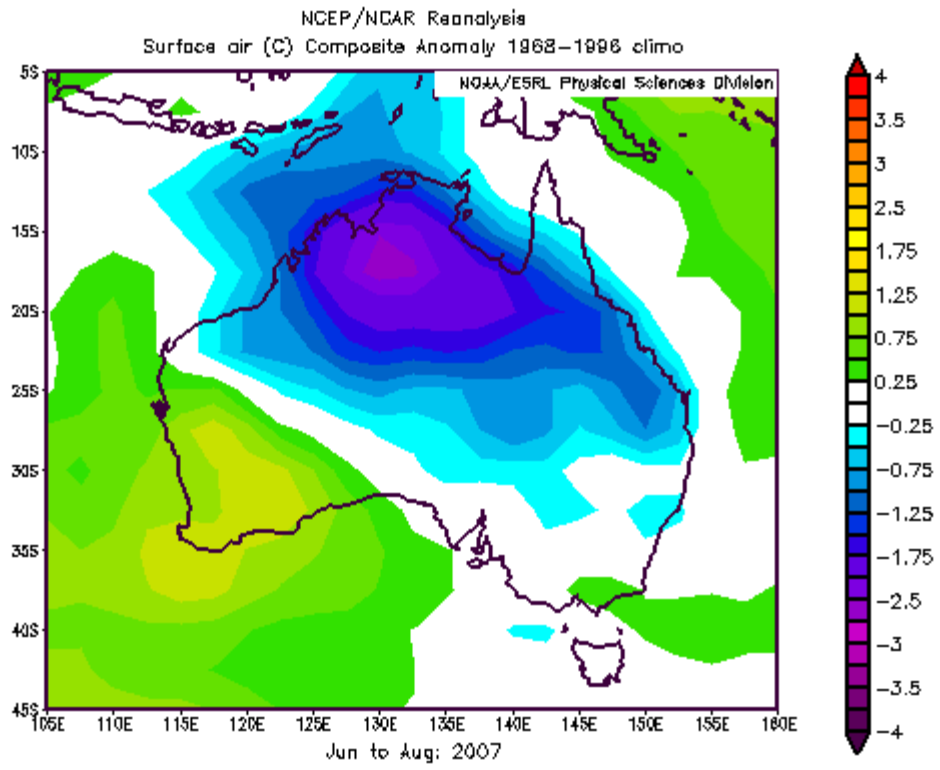 NCEP/NCAR Reanalysis
Surface air (C) Composite Anomaly 1968-1996 climo
NOAA/ESRL Physical Sciences Division
5S
10S
15S
20S
25S
30S
35S
40S
45S
105E 110E 115E 120E 125E 130E 135E 140E 145E 150E 155E 160E
Jun to Aug: 2007
4
3.5
3
2.5
1.75
1.25
0.75
0.25
-0.25
-0.75
-1.25
-1.75
-2.5
-3
-3.5
-4